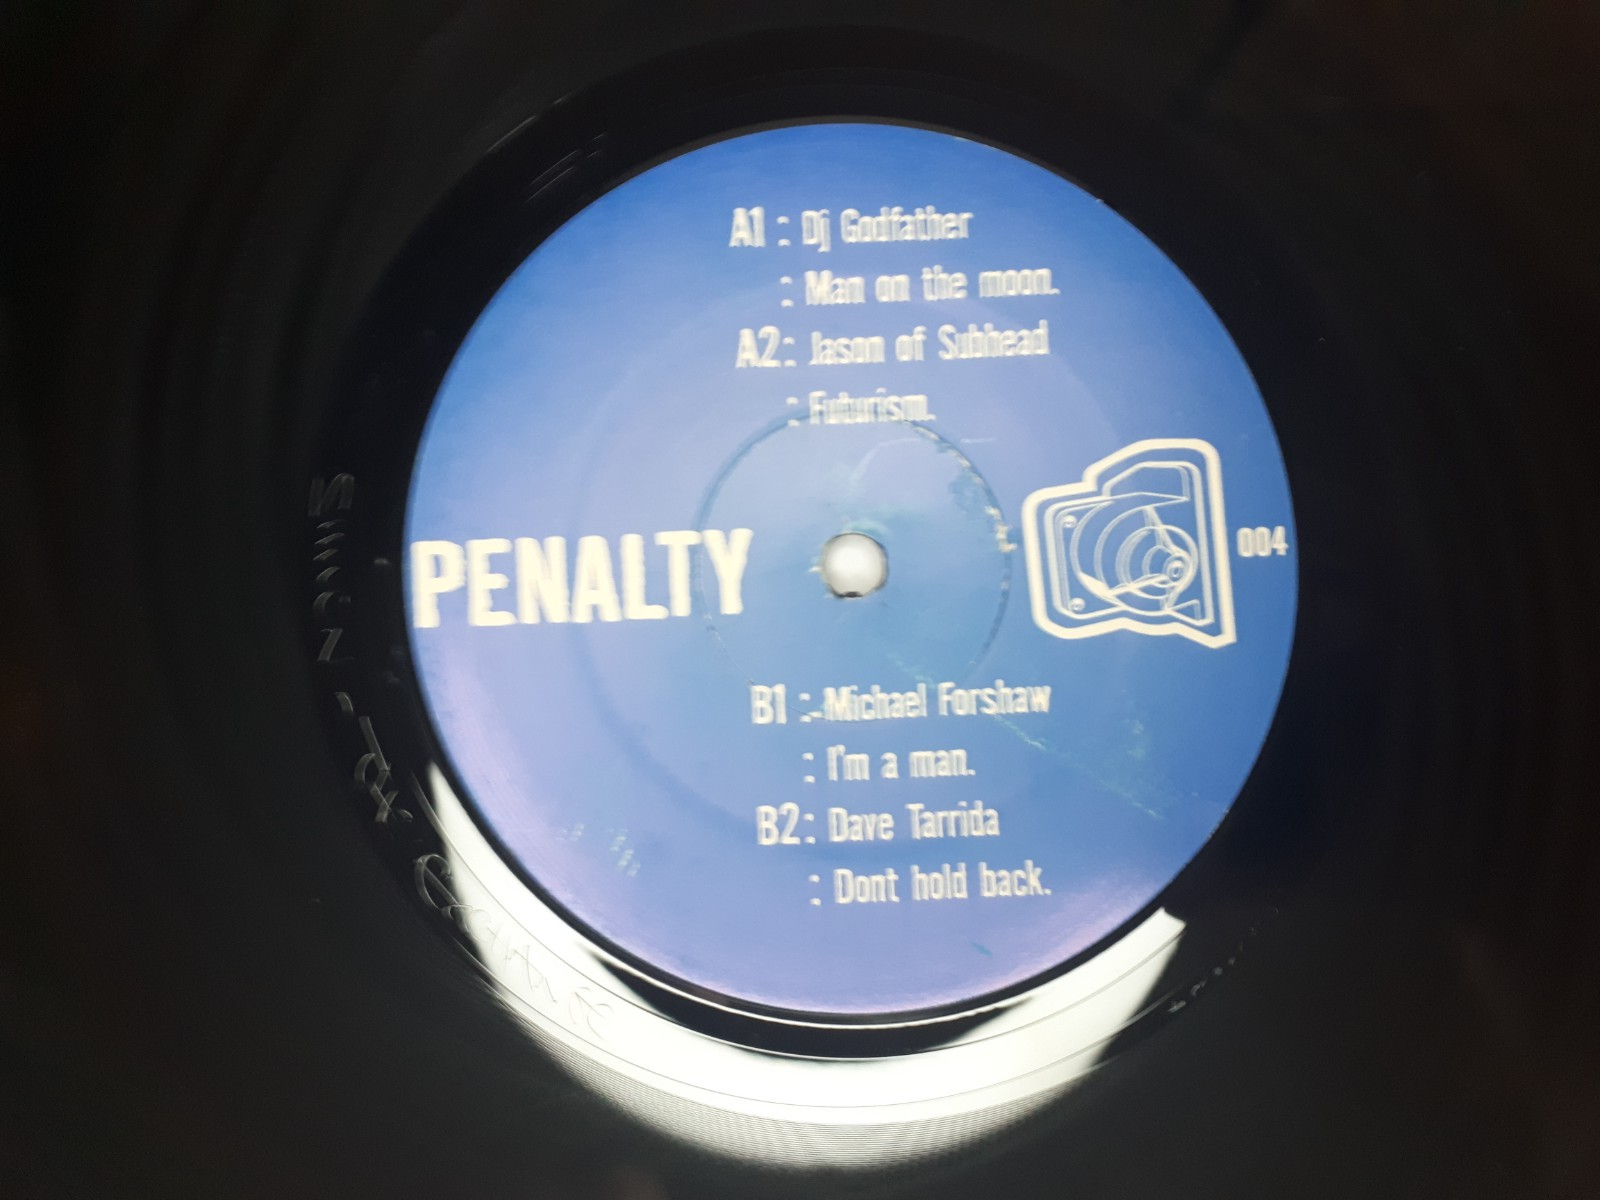 A1 : Dj Godfather
: Man on the moon.
A2 : Jason of Subhead
: Futurism.
PENALTY
004
B1 : Michael Forshaw
: I'm a man.
B2 : Dave Tarrida
: Dont hold back.